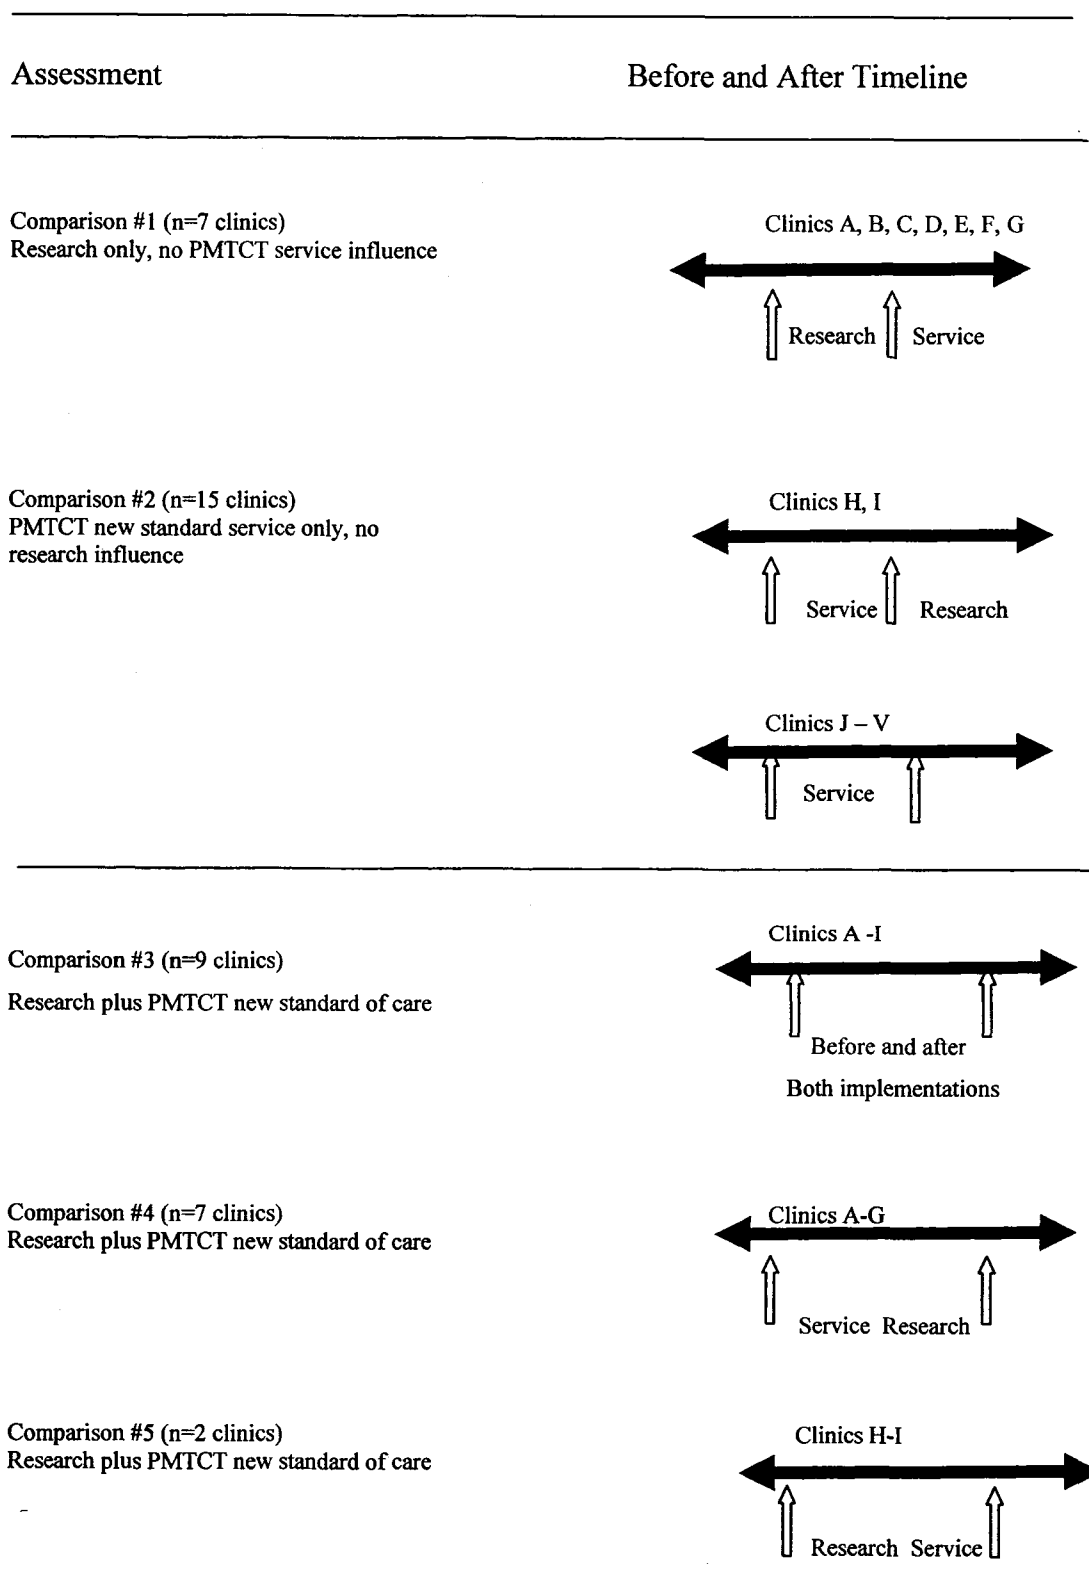 Assessment
Before and After Timeline
Comparison #1 (n=7 clinics)
Research only, no PMTCT service influence
Clinics A, B, C, D, E, F, G
Research
Service
Comparison #2 (n=15 clinics)
PMTCT new standard service only, no
research influence
Clinics H, I
Service
Research
Clinics J – V
Service
Comparison #3 (n=9 clinics)
Research plus PMTCT new standard of care
Clinics A -I
Before and after
Both implementations
Comparison #4 (n=7 clinics)
Research plus PMTCT new standard of care
Clinics A-G
Service Research
Comparison #5 (n=2 clinics)
Research plus PMTCT new standard of care
Clinics H-I
Research Service